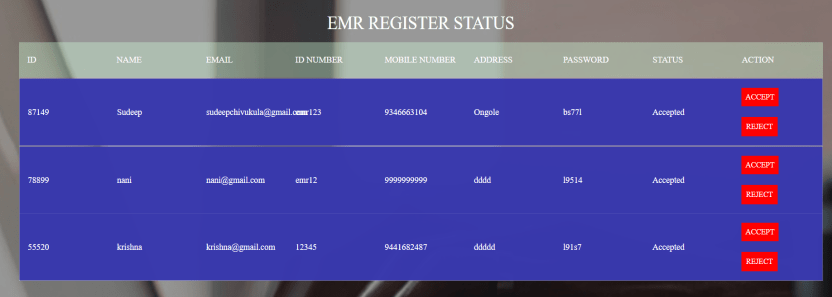 EMR REGISTER STATUS
ID NAME EMAIL ID NUMBER MOBILE NUMBER ADDRESS PASSWORD STATUS ACTION
87149 Sudeep sudeepchivukula@gmail.com emr123 9346663104 Ongole bs77l Accepted ACCEPT
REJECT
78899 nani nani@gmail.com emr12 9999999999 dddd l9514 Accepted ACCEPT
REJECT
55520 krishna krishna@gmail.com 12345 9441682487 ddddd l91s7 Accepted ACCEPT
REJECT